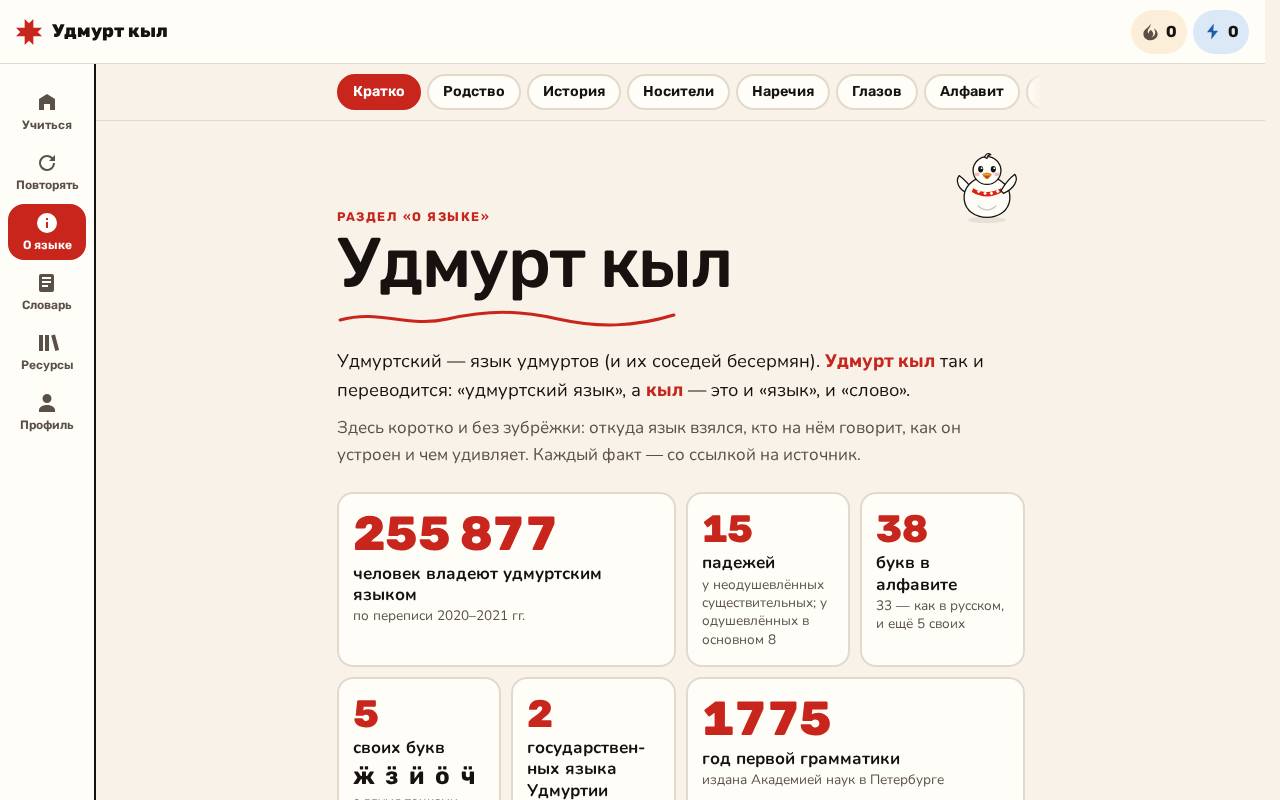 Удмурт кыл
0
0
Кратко
Родство
История
Носители
Наречия
Глазов
Алфавит
Учиться
Повторять
О языке
Словарь
Ресурсы
Профиль
РАЗДЕЛ «О ЯЗЫКЕ»
Удмурт кыл
Удмуртский — язык удмуртов (и их соседей бесермян). Удмурт кыл так и
переводится: «удмуртский язык», а кыл — это и «язык», и «слово».
Здесь коротко и без зубрёжки: откуда язык взялся, кто на нём говорит, как он
устроен и чем удивляет. Каждый факт — со ссылкой на источник.
255 877
человек владеют удмуртским
языком
по переписи 2020–2021 гг.
15
падежей
у неодушевлённых
существительных; у
одушевлённых в
основном 8
38
букв в
алфавите
33 — как в русском,
и ещё 5 своих
5
своих букв
ӝ ӟ ӥ ӧ ӵ
2
государствен-
ных языка
Удмуртии
1775
год первой грамматики
издана Академией наук в Петербурге